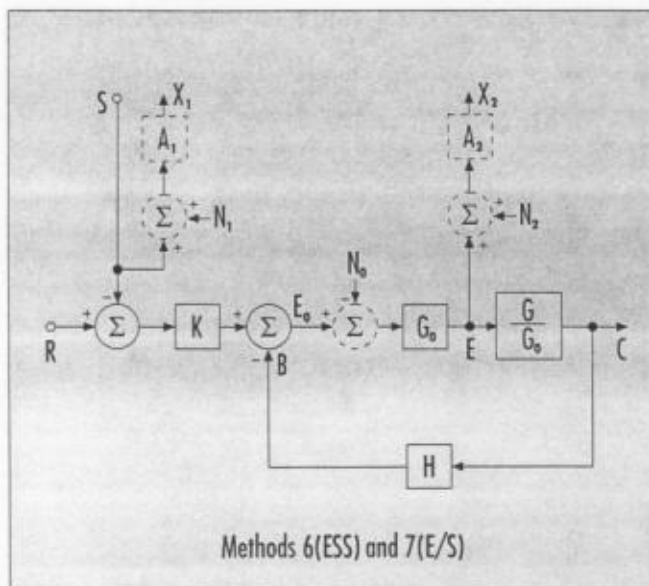 S
X₁
X₂
A₁
A₂
+
+
Σ
N₁
Σ
N₂
+
+
N₀
−
−
+
Σ
K
+
Σ
E₀
+
Σ
G₀
E
G
G₀
R
−
B
C
H
Methods 6(ESS) and 7(E/S)